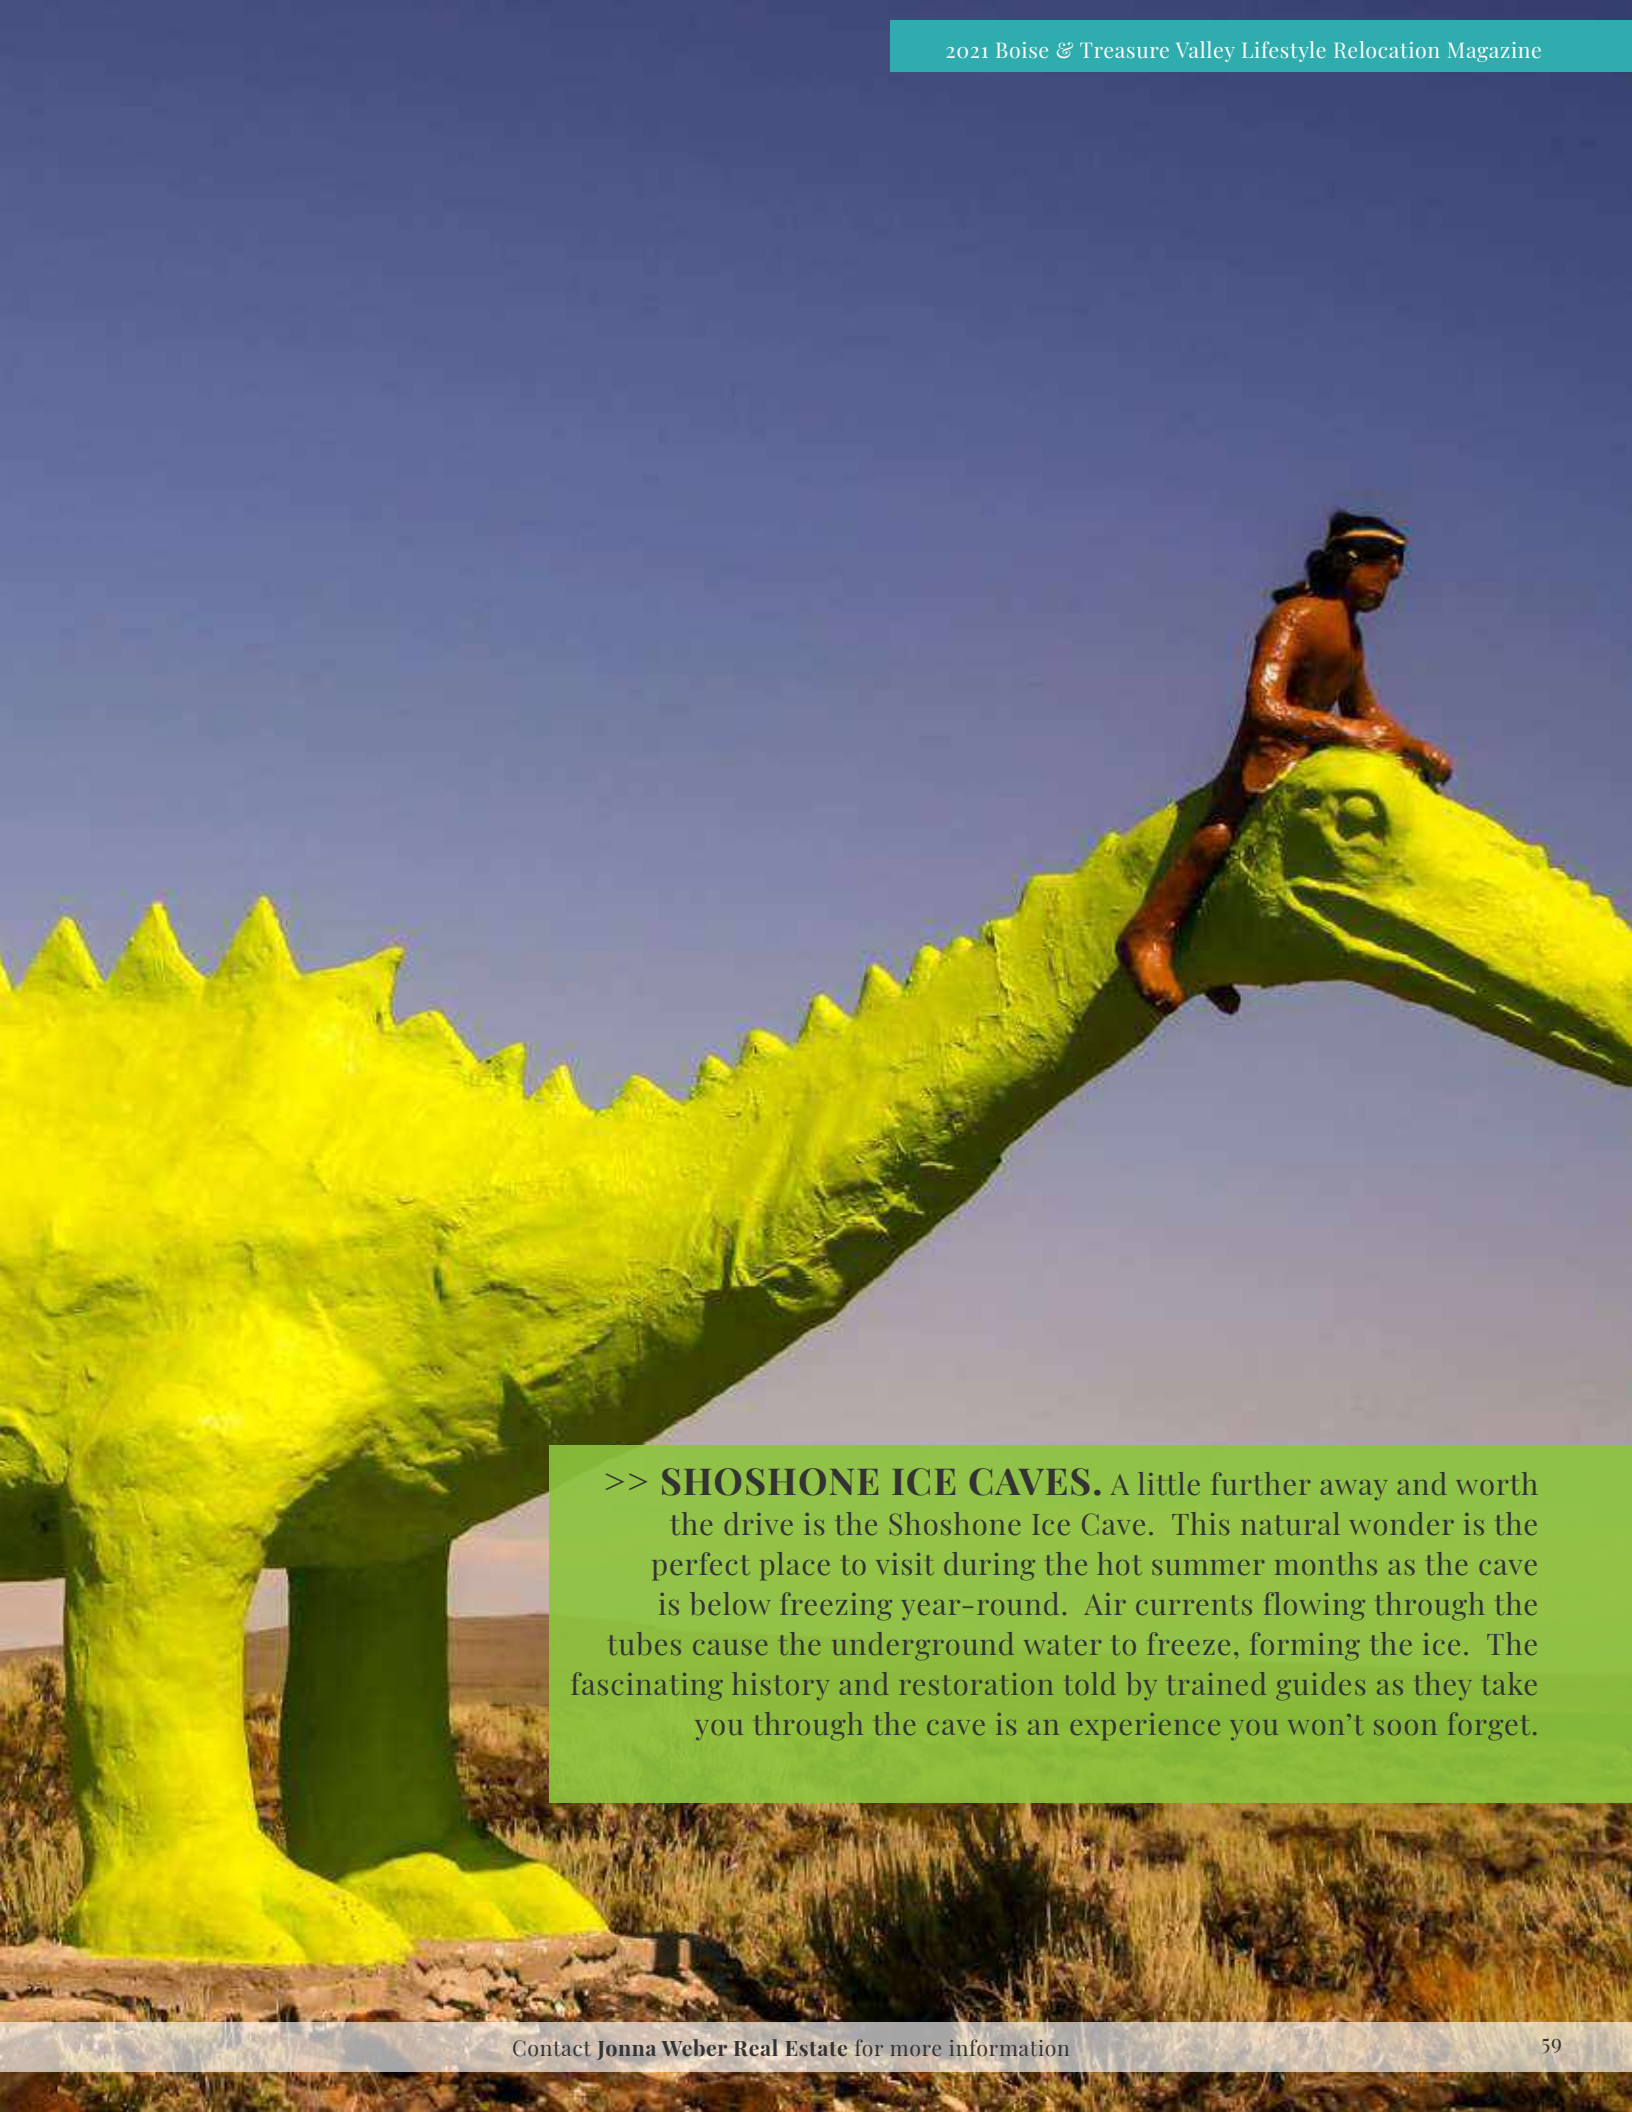 2021 Boise & Treasure Valley Lifestyle Relocation Magazine
>> SHOSHONE ICE CAVES. A little further away and worth
the drive is the Shoshone Ice Cave.  This natural wonder is the
perfect place to visit during the hot summer months as the cave
is below freezing year-round.  Air currents flowing through the
tubes cause the underground water to freeze, forming the ice.  The
fascinating history and restoration told by trained guides as they take
you through the cave is an experience you won’t soon forget.
Contact Jonna Weber Real Estate for more information
59